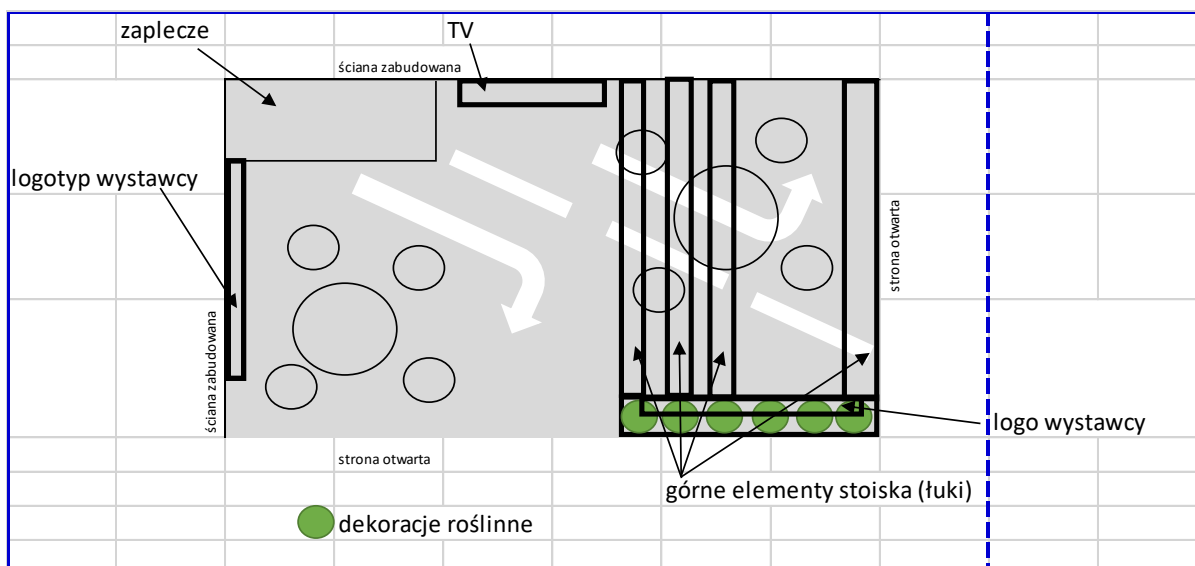 zaplecze
TV
ściana zabudowana
logotyp wystawcy
strona otwarta
ściana zabudowana
logo wystawcy
strona otwarta
górne elementy stoiska (łuki)
dekoracje roślinne